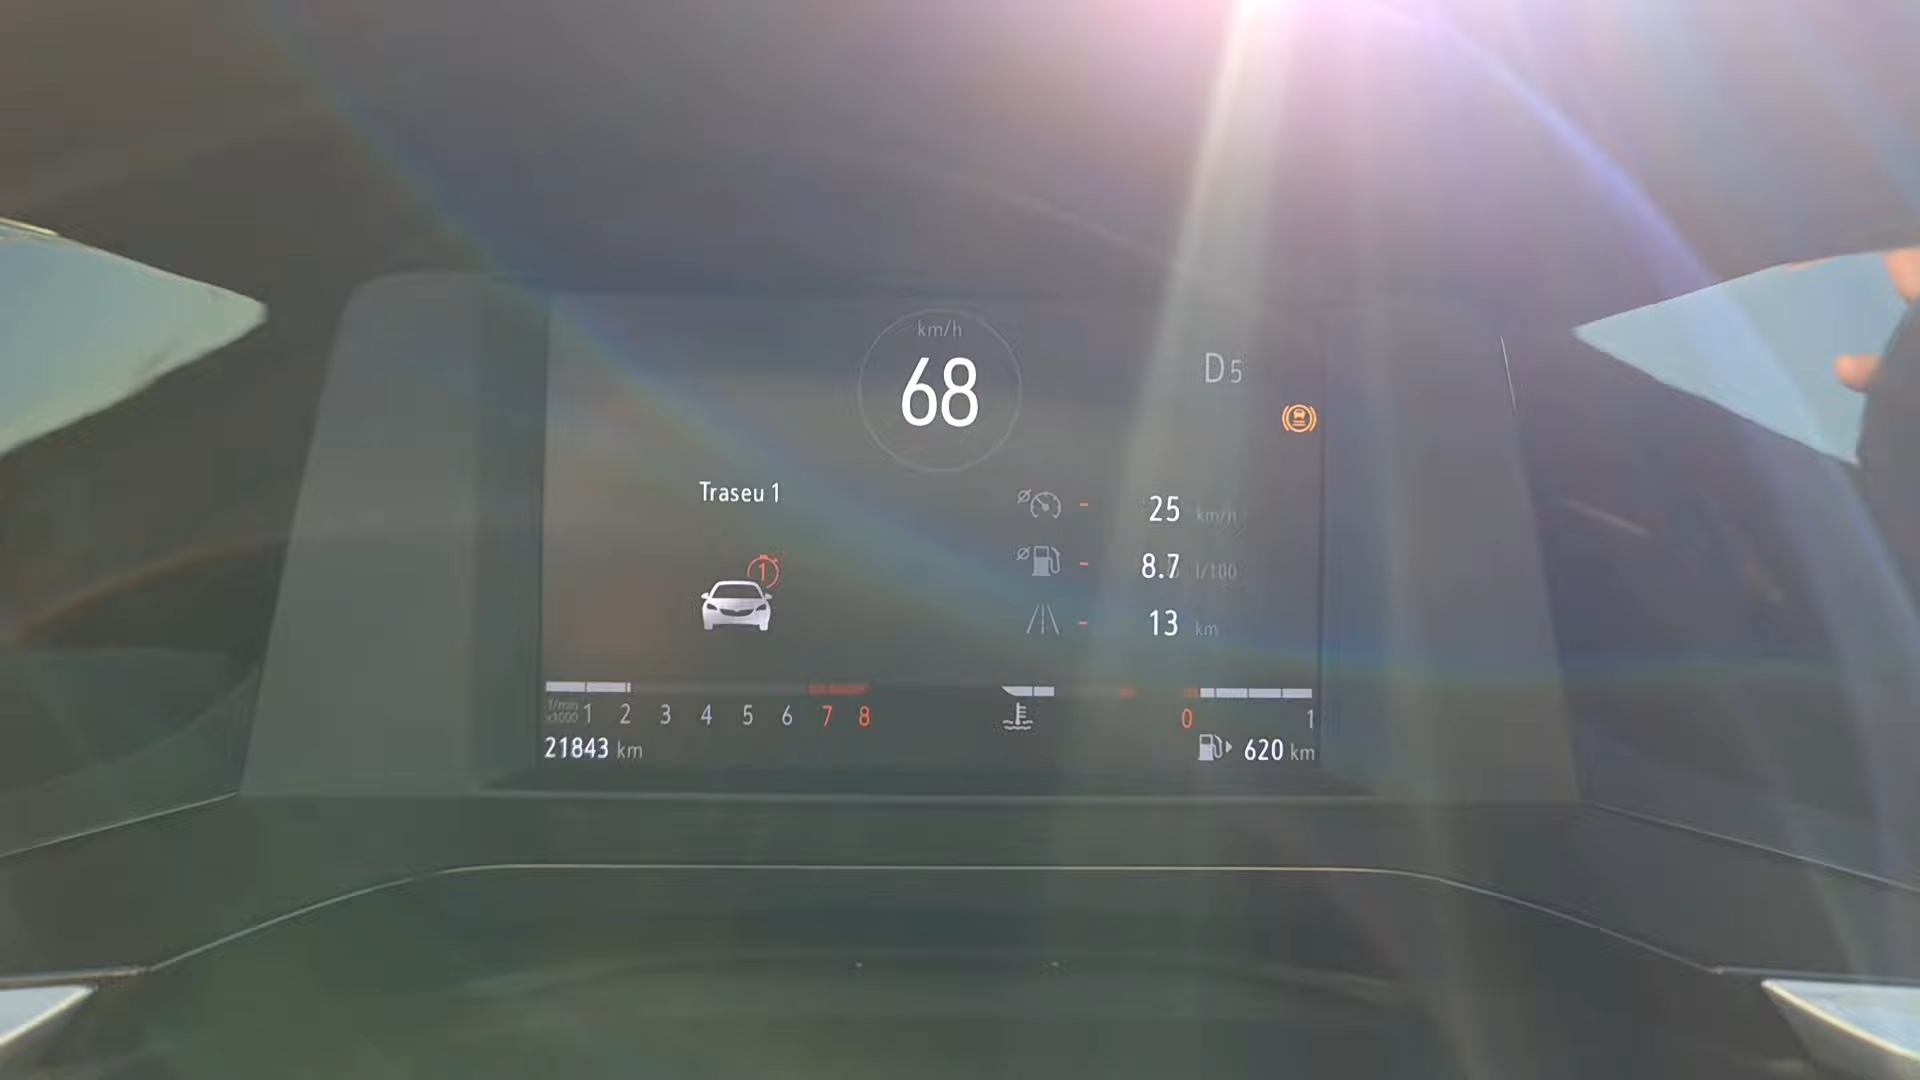 km/h
68
D5
Traseu 1
1
Ø - 25 km/h
Ø - 8.7 l/100
- 13 km
1/min
x1000 1 2 3 4 5 6 7 8
0 1
21843 km
620 km